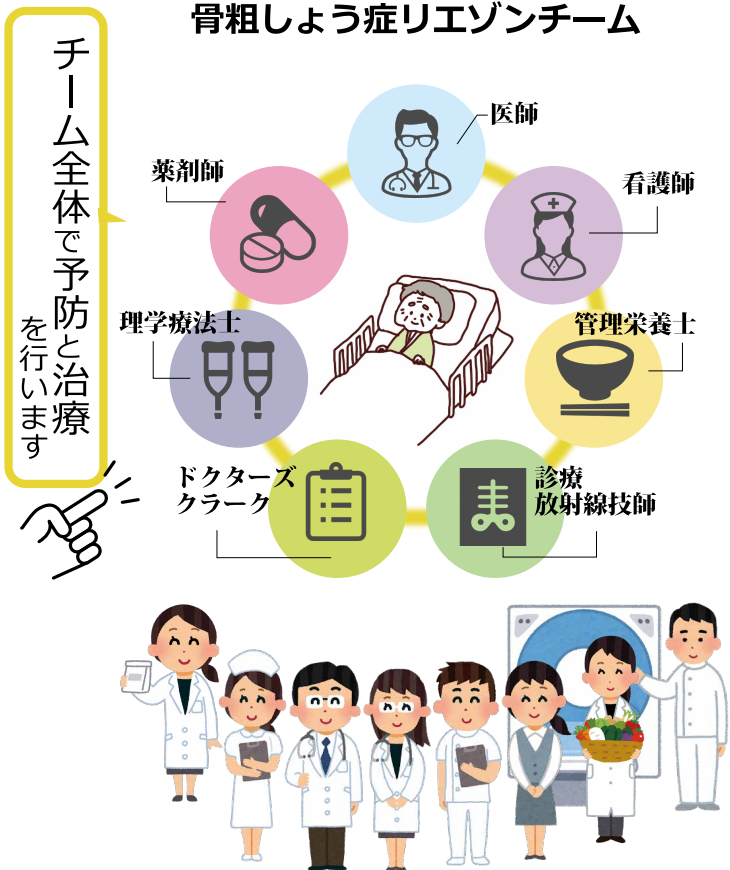 骨粗しょう症リエゾンチーム
チーム全体で予防と治療
を行います
医師
薬剤師
看護師
理学療法士
管理栄養士
ドクターズ
クラーク
診療
放射線技師